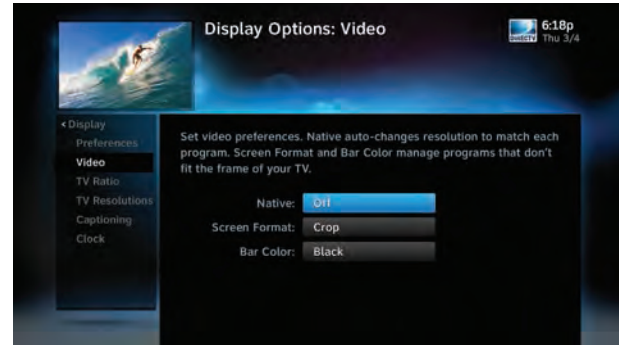 Display Options: Video
6:18p
DIRECTV Thu 3/4
< Display
Preferences
Video
TV Ratio
TV Resolutions
Captioning
Clock
Set video preferences. Native auto-changes resolution to match each
program. Screen Format and Bar Color manage programs that don't
fit the frame of your TV.
Native: Off
Screen Format: Crop
Bar Color: Black